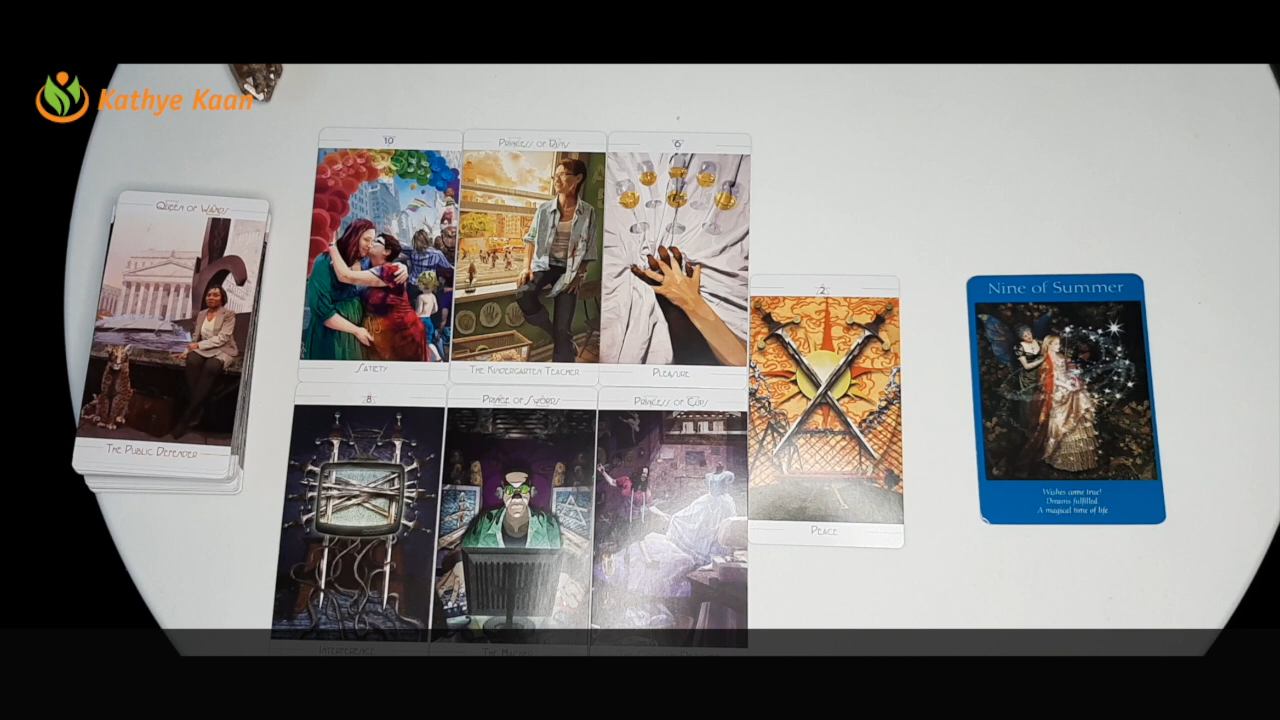 Kathye Kaan
QUEEN OF WANDS
THE PUBLIC DEFENDER
10
SATIETY
PRINCESS OF
THE KINDERGARTEN TEACHER
6
PLEASURE
8
INTERFERENCE
PRINCE OF SWORDS
PRINCESS OF CUPS
2
PEACE
Nine of Summer
Wishes come true!
Dreams fulfilled
A magical time of life